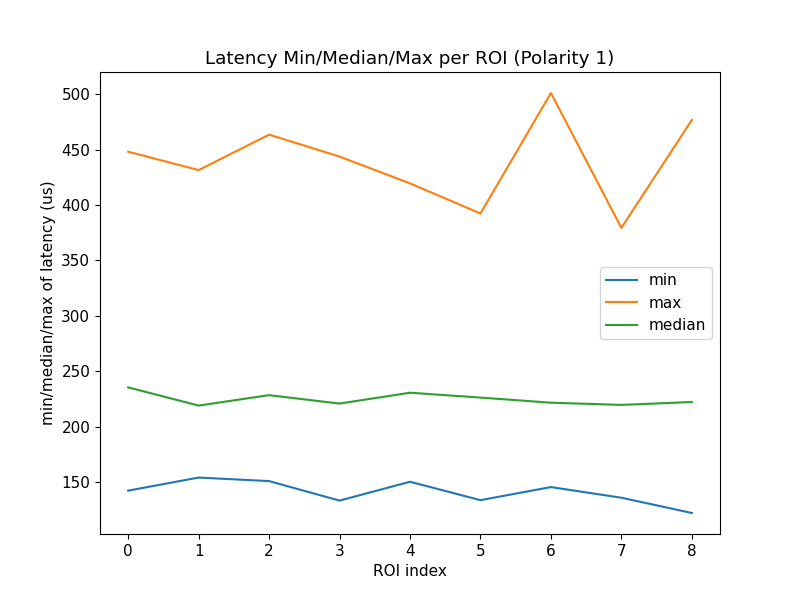 Latency Min/Median/Max per ROI (Polarity 1)
min/median/max of latency (us)
500
450
400
350
300
250
200
150
min
max
median
0 1 2 3 4 5 6 7 8
ROI index